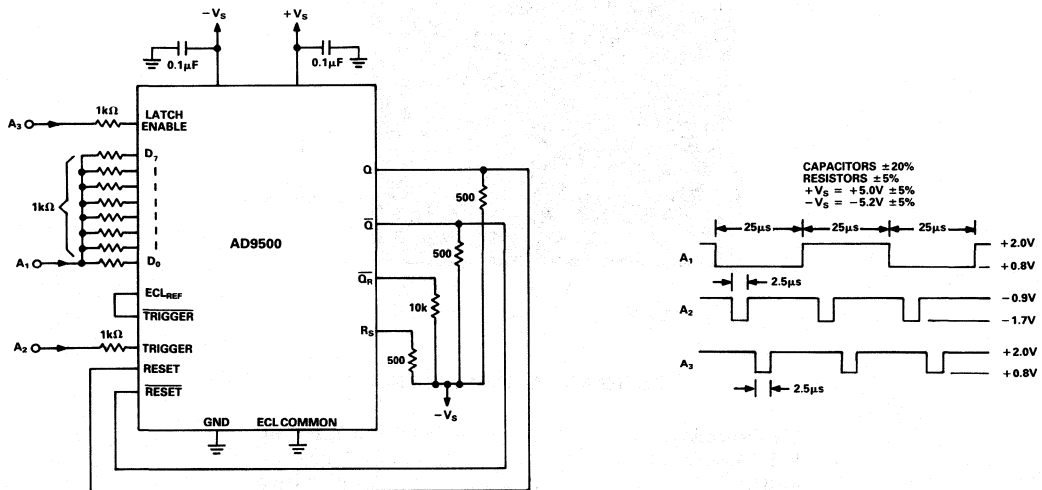 −VS
+VS
0.1μF
0.1μF
1kΩ
A3
LATCH
ENABLE
D7
1kΩ
A1
D0
ECLREF
TRIGGER
1kΩ
A2
TRIGGER
RESET
RESET
AD9500
GND
ECL COMMON
Q
500
Q
500
QR
10k
RS
500
−VS
CAPACITORS ±20%
RESISTORS ±5%
+VS = +5.0V ±5%
−VS = −5.2V ±5%
25μs
25μs
25μs
A1
+2.0V
+0.8V
2.5μs
A2
−0.9V
−1.7V
A3
+2.0V
+0.8V
2.5μs